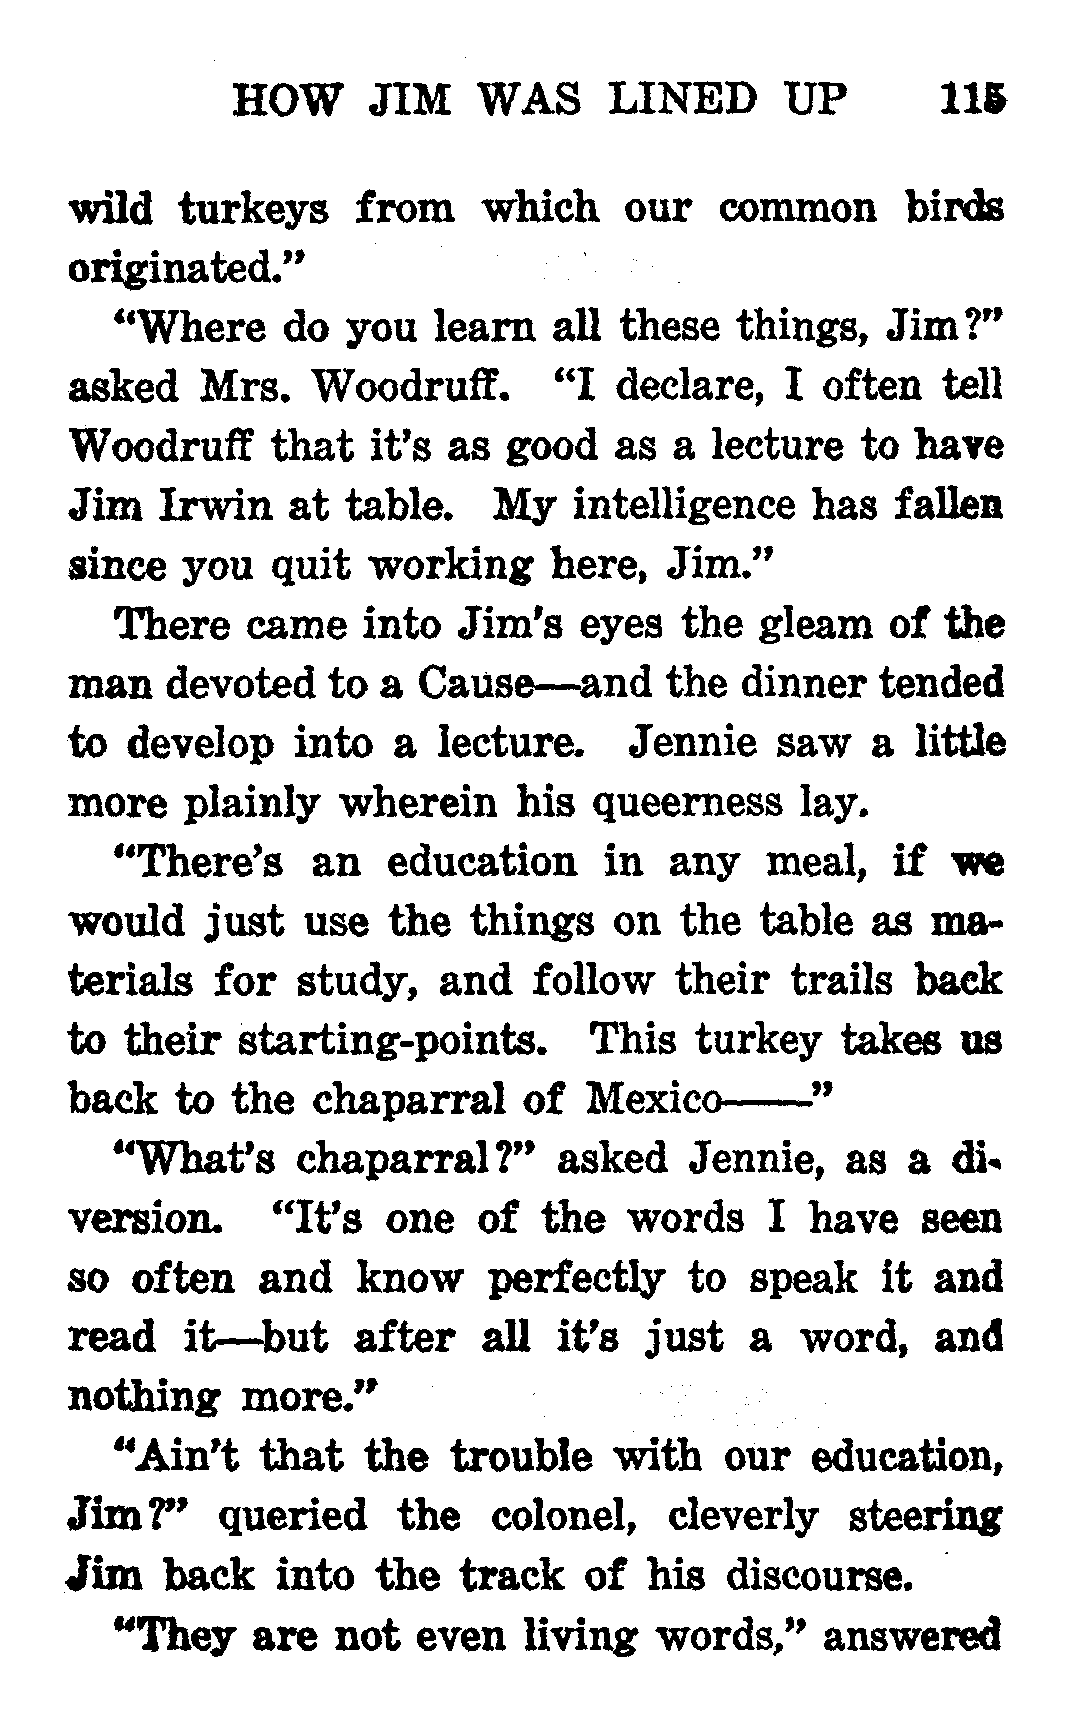 HOW JIM WAS LINED UP 115
wild turkeys from which our common birds
originated."
"Where do you learn all these things, Jim?"
asked Mrs. Woodruff. "I declare, I often tell
Woodruff that it's as good as a lecture to have
Jim Irwin at table. My intelligence has fallen
since you quit working here, Jim."
There came into Jim's eyes the gleam of the
man devoted to a Cause—and the dinner tended
to develop into a lecture. Jennie saw a little
more plainly wherein his queerness lay.
"There's an education in any meal, if we
would just use the things on the table as ma-
terials for study, and follow their trails back
to their starting-points. This turkey takes us
back to the chaparral of Mexico——"
"What's chaparral?" asked Jennie, as a di-
version. "It's one of the words I have seen
so often and know perfectly to speak it and
read it—but after all it's just a word, and
nothing more."
"Ain't that the trouble with our education,
Jim?" queried the colonel, cleverly steering
Jim back into the track of his discourse.
"They are not even living words," answered